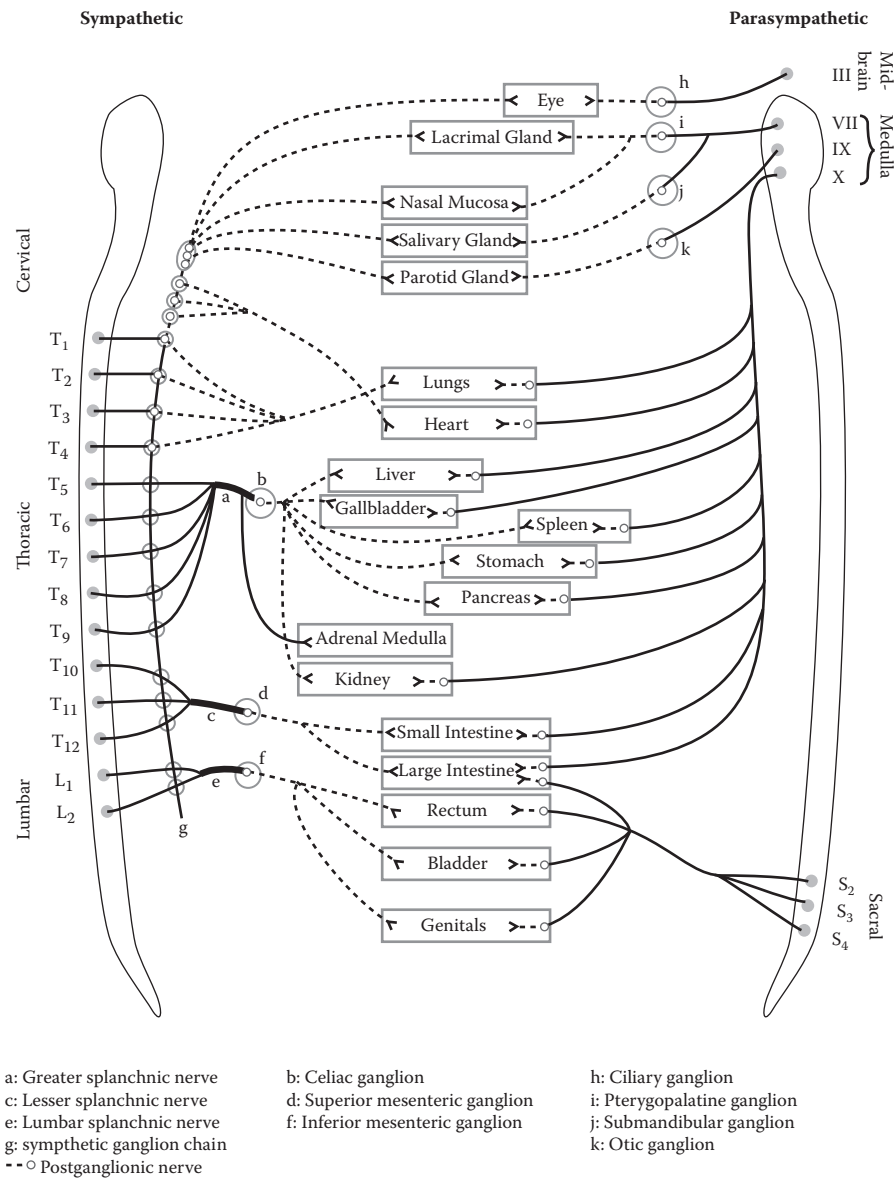 Sympathetic
Parasympathetic
h
III
Mid-
brain
Eye
i
VII
Lacrimal Gland
IX
Medulla
X
j
Nasal Mucosa
Salivary Gland
k
Parotid Gland
Cervical
T1
T2
Lungs
T3
Heart
T4
T5
a
b
Liver
Gallbladder
T6
Spleen
Thoracic
T7
Stomach
T8
Pancreas
T9
Adrenal Medulla
T10
Kidney
T11
c
d
Small Intestine
T12
f
Large Intestine
L1
e
Lumbar
L2
Rectum
g
Bladder
S2
S3
Sacral
Genitals
S4
a: Greater splanchnic nerve
c: Lesser splanchnic nerve
e: Lumbar splanchnic nerve
g: sympthetic ganglion chain
Postganglionic nerve
b: Celiac ganglion
d: Superior mesenteric ganglion
f: Inferior mesenteric ganglion
h: Ciliary ganglion
i: Pterygopalatine ganglion
j: Submandibular ganglion
k: Otic ganglion